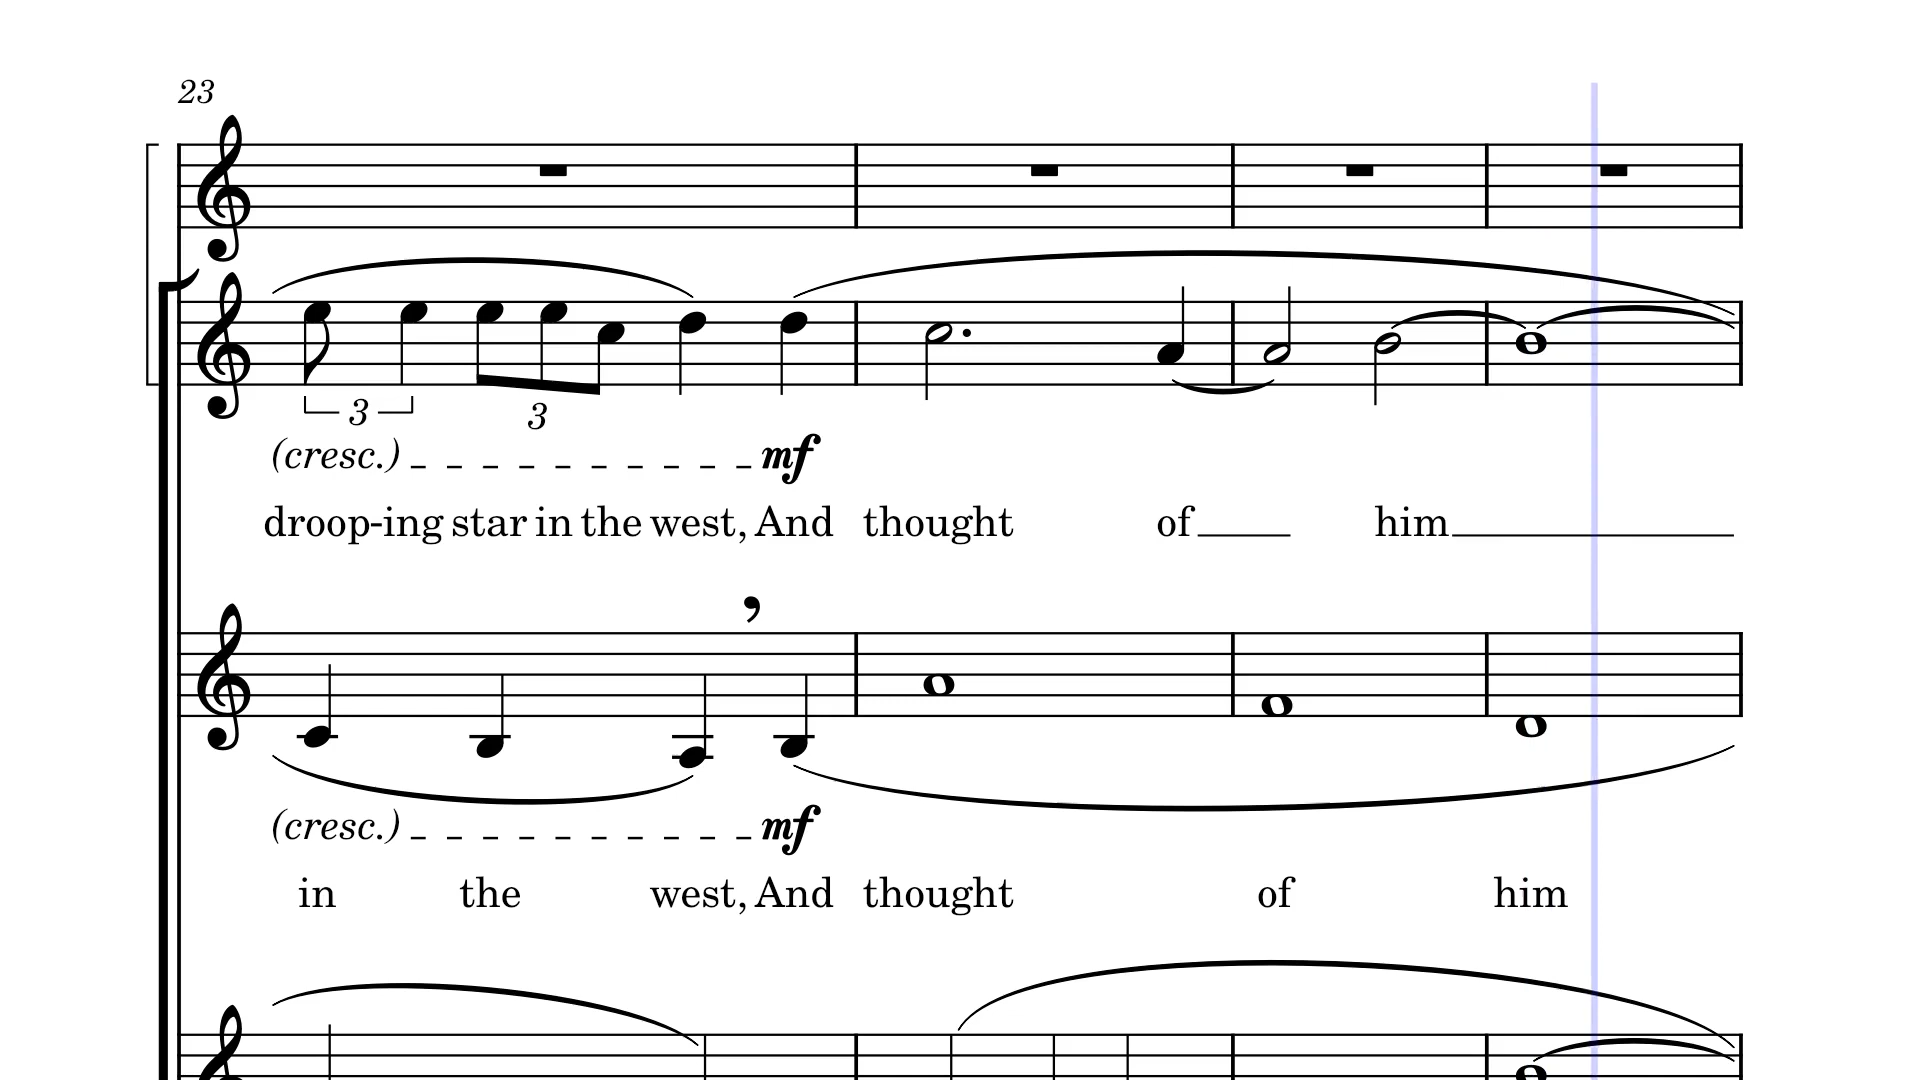 23
3 3
(cresc.) mf
droop-ing star in the west, And thought of him
(cresc.) mf
in the west, And thought of him